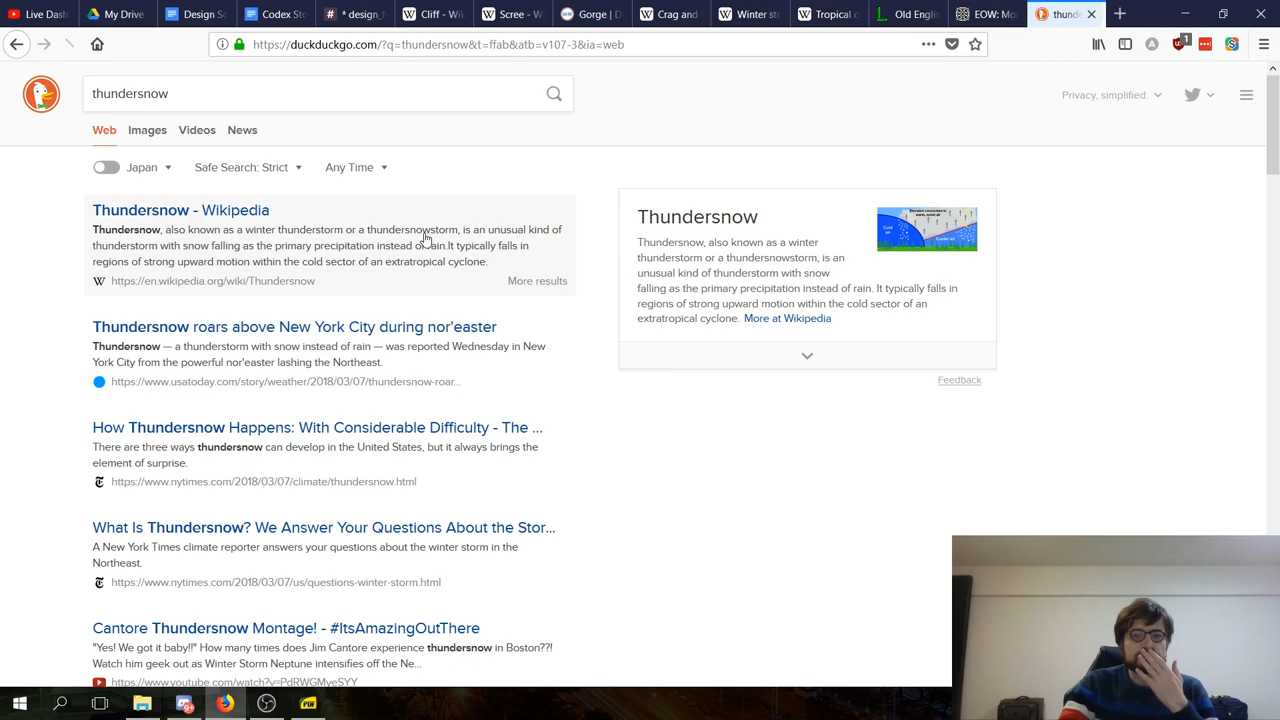 Live Dash
My Drive
Design S
Codex St
* design-
Cliff - Wi
Scree - W
Gorge | D
Crag and
Winter sto
Tropical c
Old Engli
EOW: Mo
thund
https://duckduckgo.com/?q=thundersnow&t=ffab&atb=v107-3&ia=web
1
thundersnow
Privacy, simplified.
Web Images Videos News
Japan Safe Search: Strict Any Time
Thundersnow - Wikipedia
Thundersnow, also known as a winter thunderstorm or a thundersnowstorm, is an unusual kind of
thunderstorm with snow falling as the primary precipitation instead of rain.It typically falls in
regions of strong upward motion within the cold sector of an extratropical cyclone.
W https://en.wikipedia.org/wiki/Thundersnow More results
Thundersnow roars above New York City during nor'easter
Thundersnow — a thunderstorm with snow instead of rain — was reported Wednesday in New
York City from the powerful nor'easter lashing the Northeast.
https://www.usatoday.com/story/weather/2018/03/07/thundersnow-roar...
How Thundersnow Happens: With Considerable Difficulty - The ...
There are three ways thundersnow can develop in the United States, but it always brings the
element of surprise.
https://www.nytimes.com/2018/03/07/climate/thundersnow.html
What Is Thundersnow? We Answer Your Questions About the Stor...
A New York Times climate reporter answers your questions about the winter storm in the
Northeast.
https://www.nytimes.com/2018/03/07/us/questions-winter-storm.html
Cantore Thundersnow Montage! - #ItsAmazingOutThere
"Yes! We got it baby!!" How many times does Jim Cantore experience thundersnow in Boston??!
Watch him geek out as Winter Storm Neptune intensifies off the Ne...
https://www.youtube.com/watch?v=PdRWGMyeSYY
Thundersnow
Thundersnow, also known as a winter
thunderstorm or a thundersnowstorm, is an
unusual kind of thunderstorm with snow
falling as the primary precipitation instead of rain. It typically falls in
regions of strong upward motion within the cold sector of an
extratropical cyclone. More at Wikipedia
Cold air
Feedback
PDF